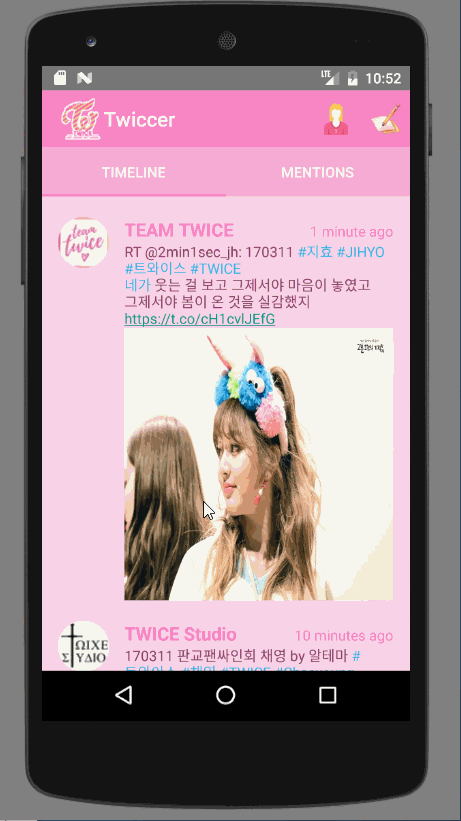 LTE 10:52
Twiccer
TIMELINE MENTIONS
team twice
TEAM TWICE 1 minute ago
RT @2min1sec_jh: 170311 #지효 #JIHYO
#트와이스 #TWICE
네가 웃는 걸 보고 그제서야 마음이 놓였고
그제서야 봄이 온 것을 실감했지
https://t.co/cH1cvlJEfG
TWICE Studio 10 minutes ago
ΤΩΙΧΕ
ΣΤΥΔΙΟ
170311 판교팬싸인회 채영 by 알테마 #